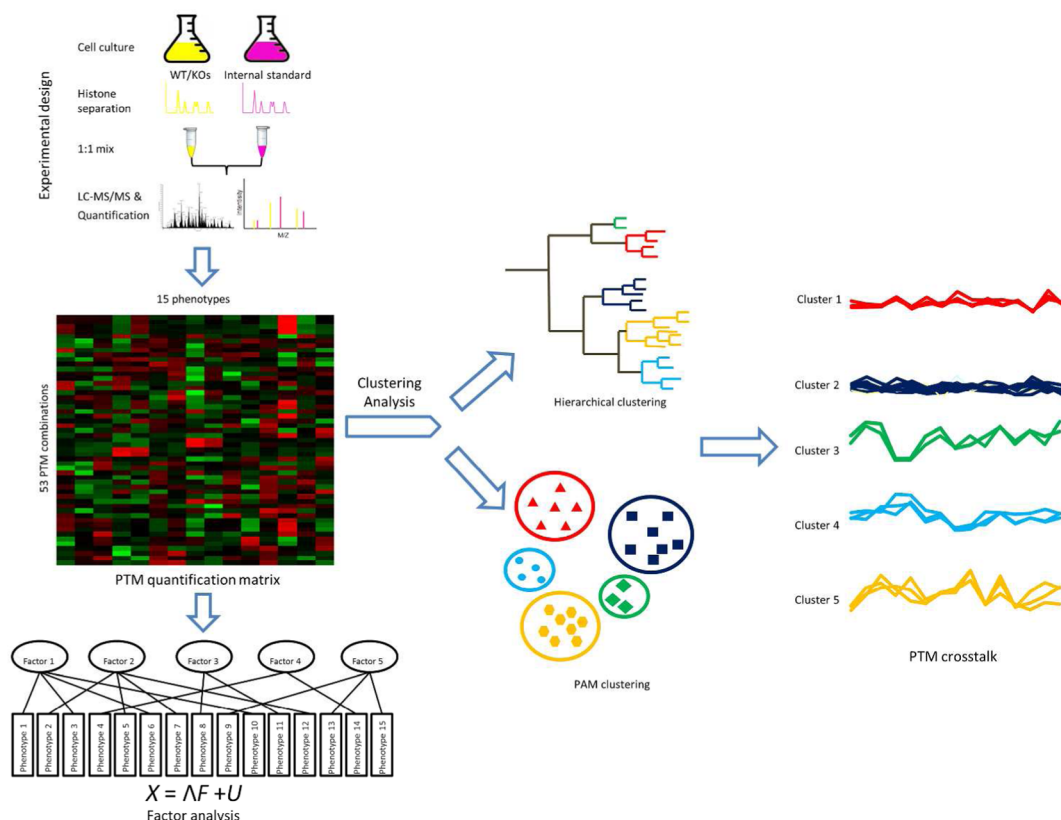 Experimental design
Cell culture
WT/KOs
Internal standard
Histone
separation
1:1 mix
LC-MS/MS &
Quantification
Intentisity
M/Z
15 phenotypes
53 PTM combinations
PTM quantification matrix
Clustering
Analysis
Hierarchical clustering
PAM clustering
Cluster 1
Cluster 2
Cluster 3
Cluster 4
Cluster 5
PTM crosstalk
Factor 1
Factor 2
Factor 3
Factor 4
Factor 5
Phenotype 1
Phenotype 2
Phenotype 3
Phenotype 4
Phenotype 5
Phenotype 6
Phenotype 7
Phenotype 8
Phenotype 9
Phenotype 10
Phenotype 11
Phenotype 12
Phenotype 13
Phenotype 14
Phenotype 15
X = ΛF +U
Factor analysis